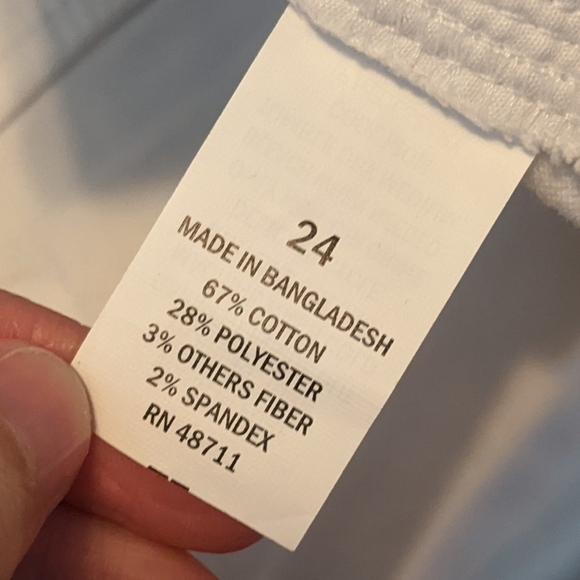 24
MADE IN BANGLADESH
67% COTTON
28% POLYESTER
3% OTHERS FIBER
2% SPANDEX
RN 48711